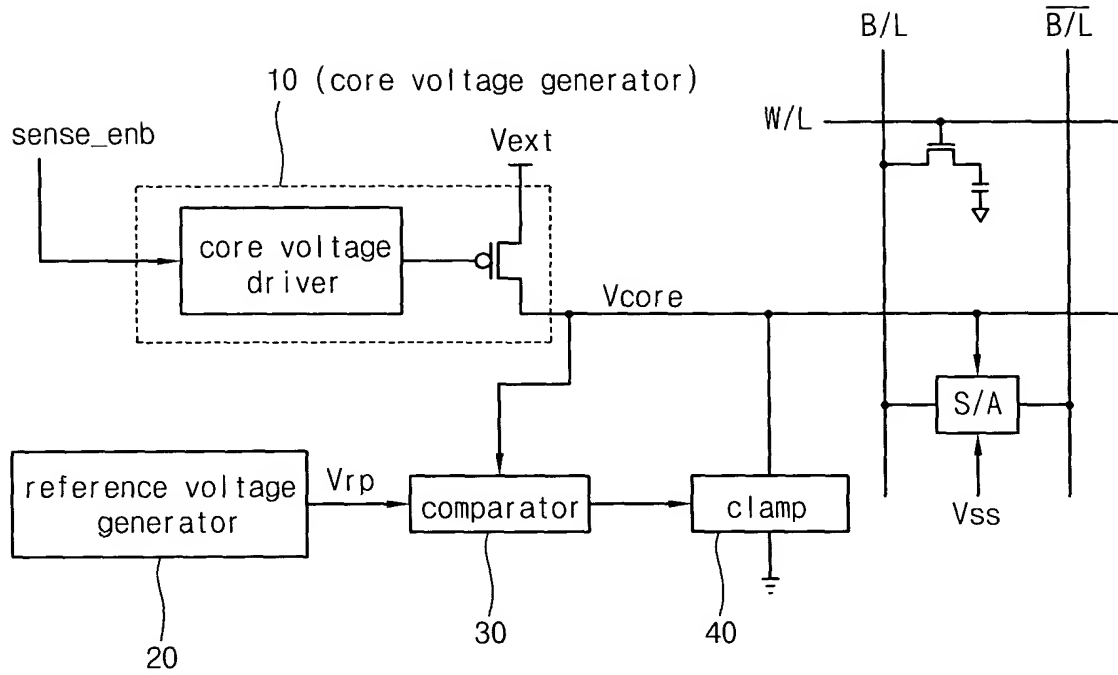 B/L
B/L
10 (core voltage generator)
sense_enb
Vext
W/L
core voltage
driver
Vcore
S/A
reference voltage
generator
Vrp
comparator
clamp
Vss
20
30
40